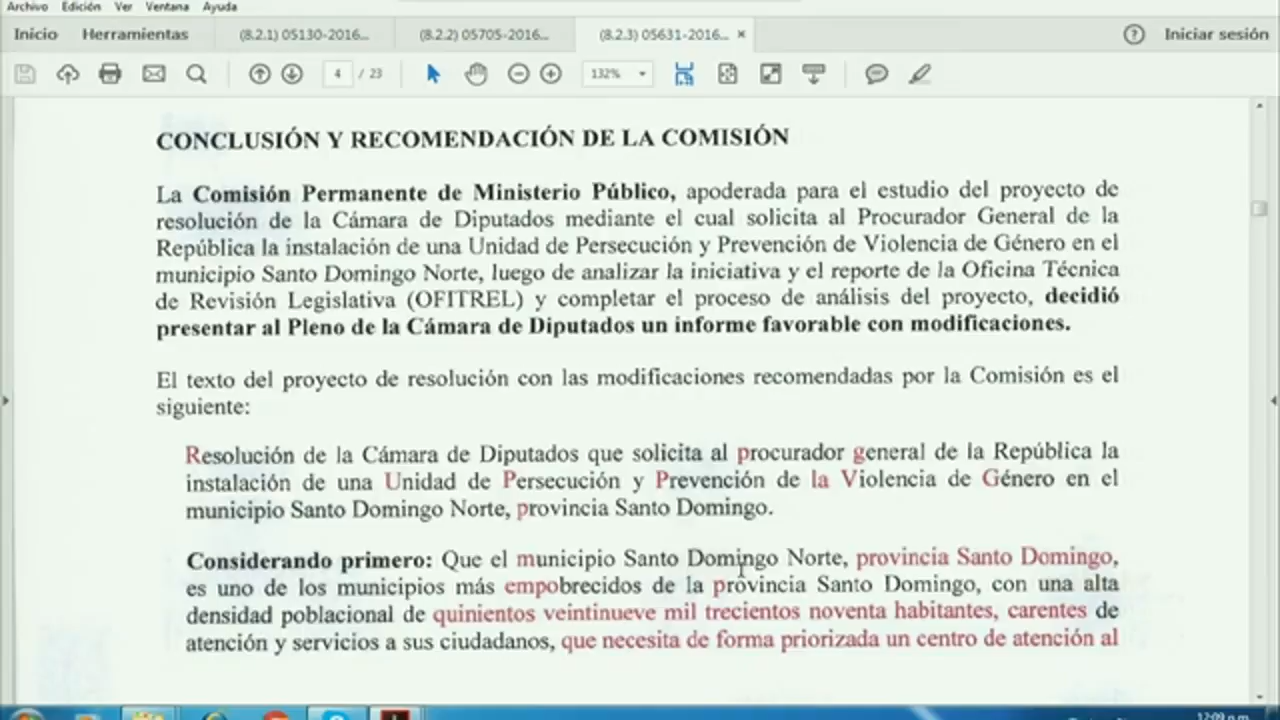 Archivo Edición Ver Ventana Ayuda
Inicio Herramientas (8.2.1) 05130-2016... (8.2.2) 05705-2016... (8.2.3) 05631-2016... × ? Iniciar sesión
4 / 23 132%
CONCLUSIÓN Y RECOMENDACIÓN DE LA COMISIÓN
La Comisión Permanente de Ministerio Público, apoderada para el estudio del proyecto de
resolución de la Cámara de Diputados mediante el cual solicita al Procurador General de la
República la instalación de una Unidad de Persecución y Prevención de Violencia de Género en el
municipio Santo Domingo Norte, luego de analizar la iniciativa y el reporte de la Oficina Técnica
de Revisión Legislativa (OFITREL) y completar el proceso de análisis del proyecto, decidió
presentar al Pleno de la Cámara de Diputados un informe favorable con modificaciones.
El texto del proyecto de resolución con las modificaciones recomendadas por la Comisión es el
siguiente:
Resolución de la Cámara de Diputados que solicita al procurador general de la República la
instalación de una Unidad de Persecución y Prevención de la Violencia de Género en el
municipio Santo Domingo Norte, provincia Santo Domingo.
Considerando primero: Que el municipio Santo Domingo Norte, provincia Santo Domingo,
es uno de los municipios más empobrecidos de la provincia Santo Domingo, con una alta
densidad poblacional de quinientos veintinueve mil trecientos noventa habitantes, carentes de
atención y servicios a sus ciudadanos, que necesita de forma priorizada un centro de atención al
12:09 p.m.